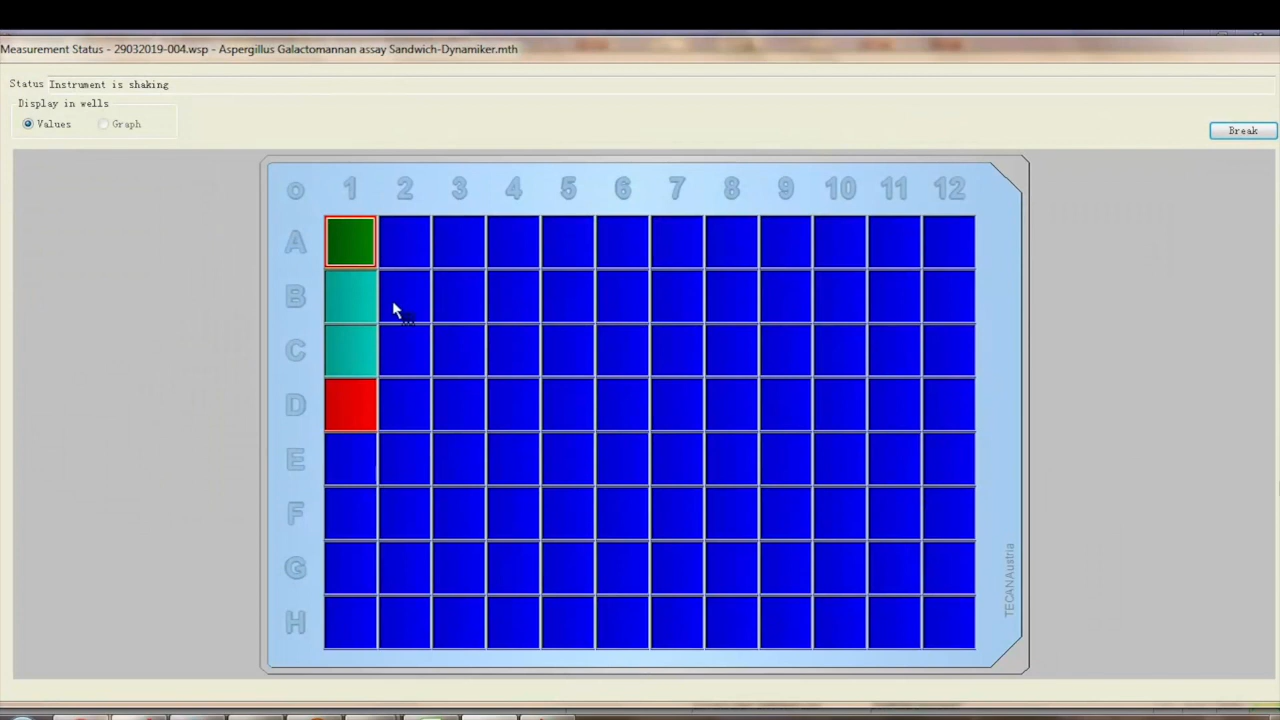 Measurement Status - 29032019-004.wsp - Aspergillus Galactomannan assay Sandwich-Dynamiker.mth
Status Instrument is shaking
Display in wells
Values Graph
Break
o 1 2 3 4 5 6 7 8 9 10 11 12
A
B
C
D
E
F
G
H
TECANAustria